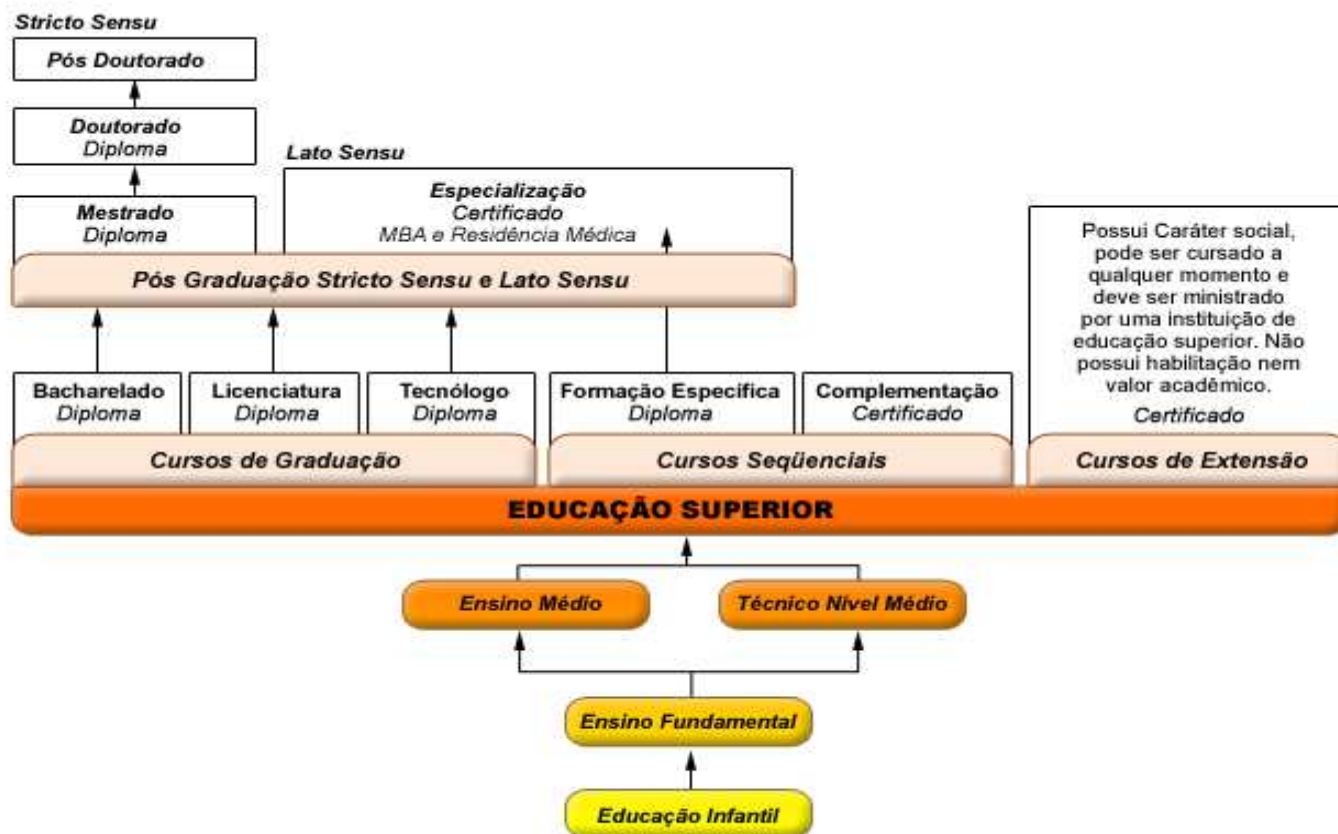 Stricto Sensu
Pós Doutorado
Doutorado
Diploma
Mestrado
Diploma
Lato Sensu
Especialização
Certificado
MBA e Residência Médica
Pós Graduação Stricto Sensu e Lato Sensu
Bacharelado
Diploma
Licenciatura
Diploma
Tecnólogo
Diploma
Formação Específica
Diploma
Complementação
Certificado
Possui Caráter social,
pode ser cursado a
qualquer momento e
deve ser ministrado
por uma instituição de
educação superior. Não
possui habilitação nem
valor acadêmico.
Certificado
Cursos de Graduação
Cursos Seqüenciais
Cursos de Extensão
EDUCAÇÃO SUPERIOR
Ensino Médio
Técnico Nível Médio
Ensino Fundamental
Educação Infantil